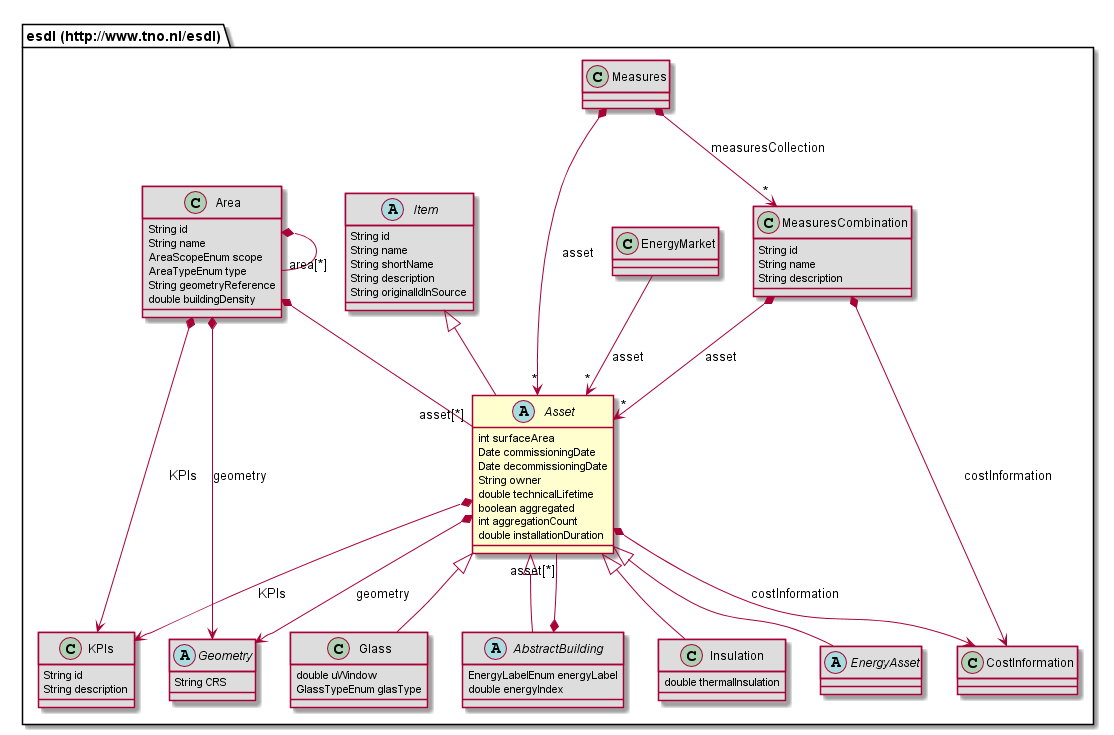 esdl (http://www.tno.nl/esdl)
C Measures
measuresCollection
*
C Area
String id
String name
AreaScopeEnum scope
AreaTypeEnum type
String geometryReference
double buildingDensity
area[*]
A Item
String id
String name
String shortName
String description
String originalIdInSource
C EnergyMarket
C MeasuresCombination
String id
String name
String description
asset
*
asset
*
asset
*
asset[*]
A Asset
int surfaceArea
Date commissioningDate
Date decommissioningDate
String owner
double technicalLifetime
boolean aggregated
int aggregationCount
double installationDuration
KPIs
geometry
costInformation
asset[*]
KPIs
geometry
costInformation
C KPIs
String id
String description
A Geometry
String CRS
C Glass
double uWindow
GlassTypeEnum glasType
A AbstractBuilding
EnergyLabelEnum energyLabel
double energyIndex
C Insulation
double thermalInsulation
A EnergyAsset
C CostInformation